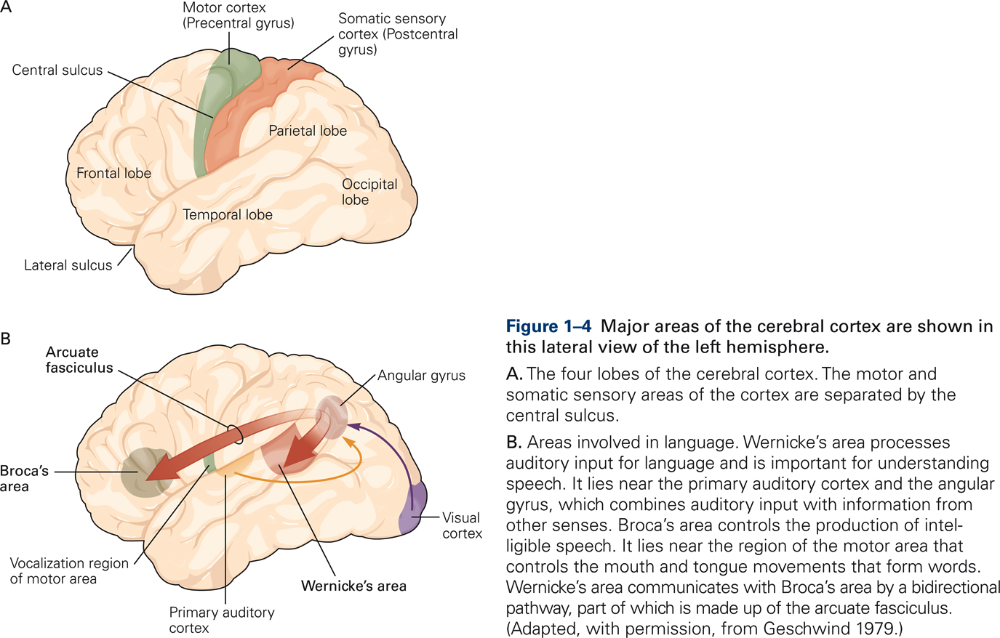 A
Motor cortex
(Precentral gyrus)
Somatic sensory
cortex (Postcentral
gyrus)
Central sulcus
Parietal lobe
Frontal lobe
Occipital
lobe
Temporal lobe
Lateral sulcus
B
Arcuate
fasciculus
Angular gyrus
Broca’s
area
Visual
cortex
Vocalization region
of motor area
Wernicke’s area
Primary auditory
cortex
Figure 1–4 Major areas of the cerebral cortex are shown in
this lateral view of the left hemisphere.
A. The four lobes of the cerebral cortex. The motor and
somatic sensory areas of the cortex are separated by the
central sulcus.
B. Areas involved in language. Wernicke’s area processes
auditory input for language and is important for understanding
speech. It lies near the primary auditory cortex and the angular
gyrus, which combines auditory input with information from
other senses. Broca’s area controls the production of intel-
ligible speech. It lies near the region of the motor area that
controls the mouth and tongue movements that form words.
Wernicke’s area communicates with Broca’s area by a bidirectional
pathway, part of which is made up of the arcuate fasciculus.
(Adapted, with permission, from Geschwind 1979.)